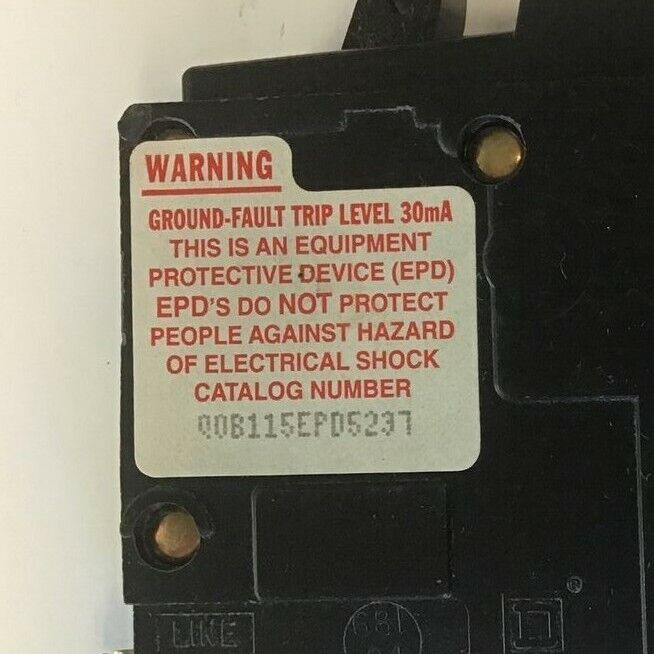 WARNING
GROUND-FAULT TRIP LEVEL 30mA
THIS IS AN EQUIPMENT
PROTECTIVE DEVICE (EPD)
EPD'S DO NOT PROTECT
PEOPLE AGAINST HAZARD
OF ELECTRICAL SHOCK
CATALOG NUMBER
QOB115EPD5237
LINE
®